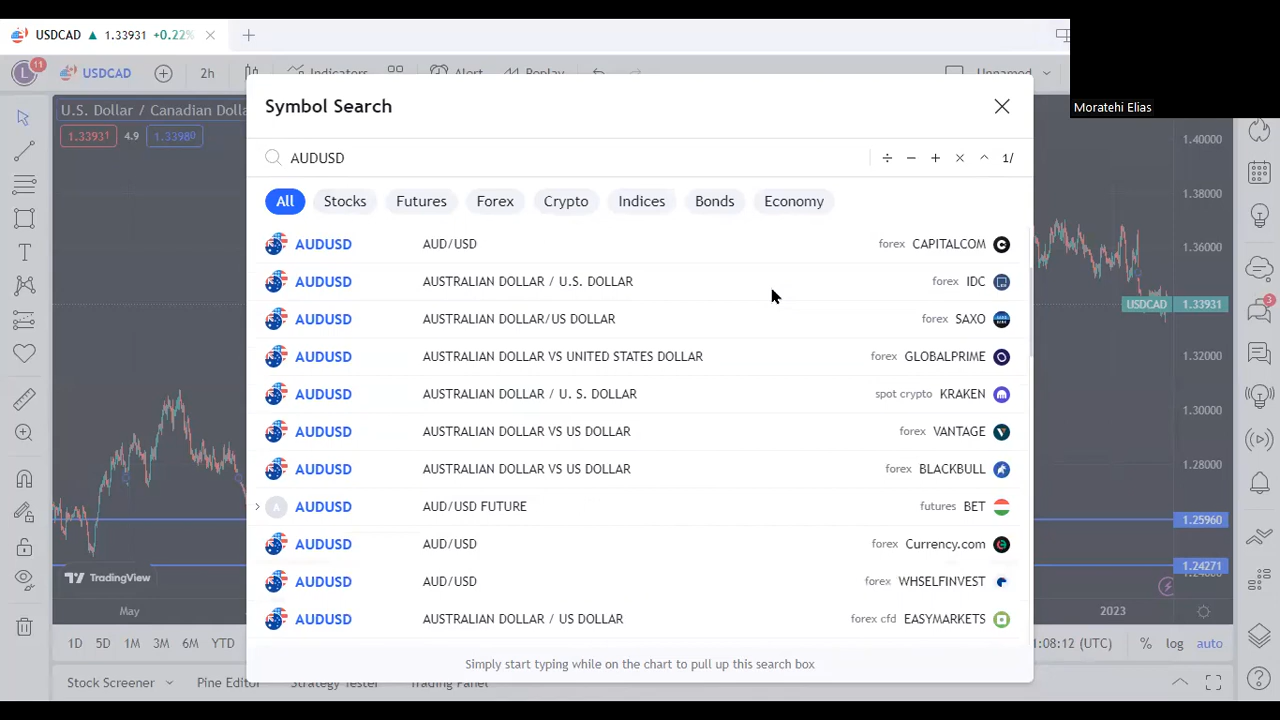 USDCAD ▲ 1.33931 +0.22%
Moratehi Elias
L 11 USDCAD 2h Indicators Alert Replay Unnamed
U.S. Dollar / Canadian Dolla
1.33931 4.9 1.33980
Symbol Search
AUDUSD
1/
All Stocks Futures Forex Crypto Indices Bonds Economy
AUDUSD AUD/USD forex CAPITALCOM
AUDUSD AUSTRALIAN DOLLAR / U.S. DOLLAR forex IDC
AUDUSD AUSTRALIAN DOLLAR/US DOLLAR forex SAXO
AUDUSD AUSTRALIAN DOLLAR VS UNITED STATES DOLLAR forex GLOBALPRIME
AUDUSD AUSTRALIAN DOLLAR / U. S. DOLLAR spot crypto KRAKEN
AUDUSD AUSTRALIAN DOLLAR VS US DOLLAR forex VANTAGE
AUDUSD AUSTRALIAN DOLLAR VS US DOLLAR forex BLACKBULL
A AUDUSD AUD/USD FUTURE futures BET
AUDUSD AUD/USD forex Currency.com
AUDUSD AUD/USD forex WHSELFINVEST
AUDUSD AUSTRALIAN DOLLAR / US DOLLAR forex cfd EASYMARKETS
Simply start typing while on the chart to pull up this search box
1.40000
1.38000
1.36000
USDCAD 1.33931
1.32000
1.30000
1.28000
1.25960
1.24271
3
TradingView
May
2023
1D 5D 1M 3M 6M YTD
1:08:12 (UTC) % log auto
Stock Screener Pine Editor Strategy Tester Trading Panel